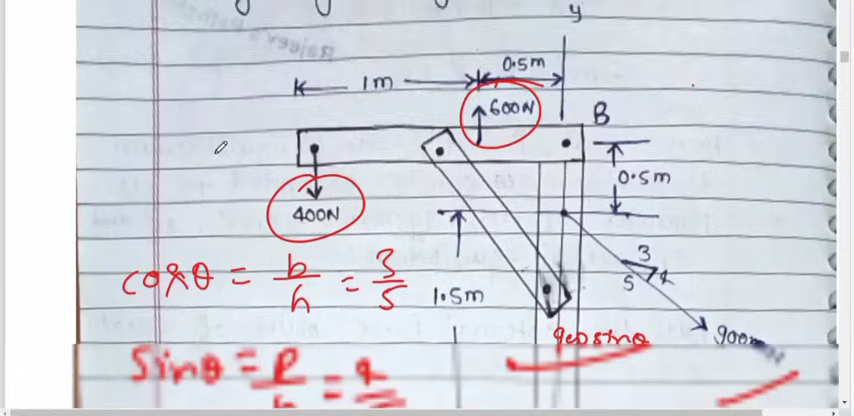 y
0.5m
1m
600N
B
0.5m
400N
cosθ = b/h = 3/5
3
5 4
1.5m
900
900 sinθ
Sinθ = P/h = 4